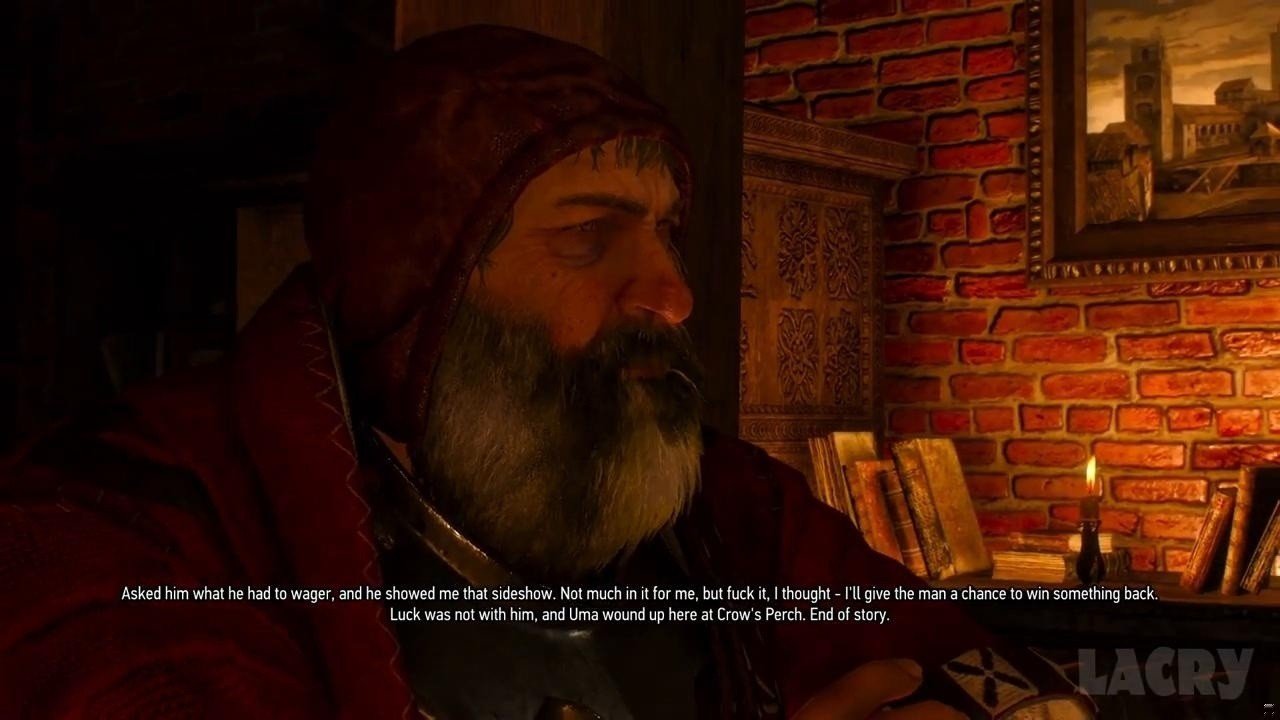 Asked him what he had to wager, and he showed me that sideshow. Not much in it for me, but fuck it, I thought - I'll give the man a chance to win something back.
Luck was not with him, and Uma wound up here at Crow's Perch. End of story.
LACRY